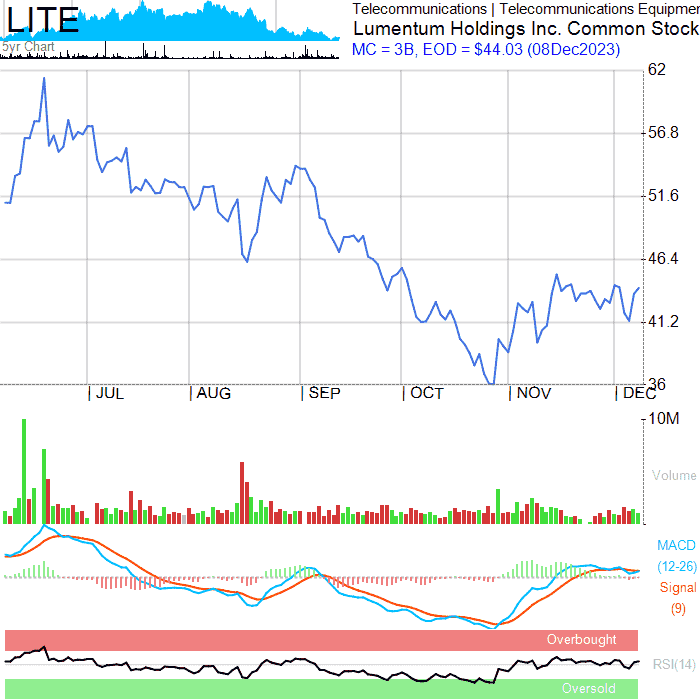 LITE
5yr Chart
Telecommunications | Telecommunications Equipmen
Lumentum Holdings Inc. Common Stock
MC = 3B, EOD = $44.03 (08Dec2023)
62
56.8
51.6
46.4
41.2
36
JUL
AUG
SEP
OCT
NOV
DEC
10M
Volume
MACD
(12-26)
Signal
(9)
Overbought
RSI(14)
Oversold